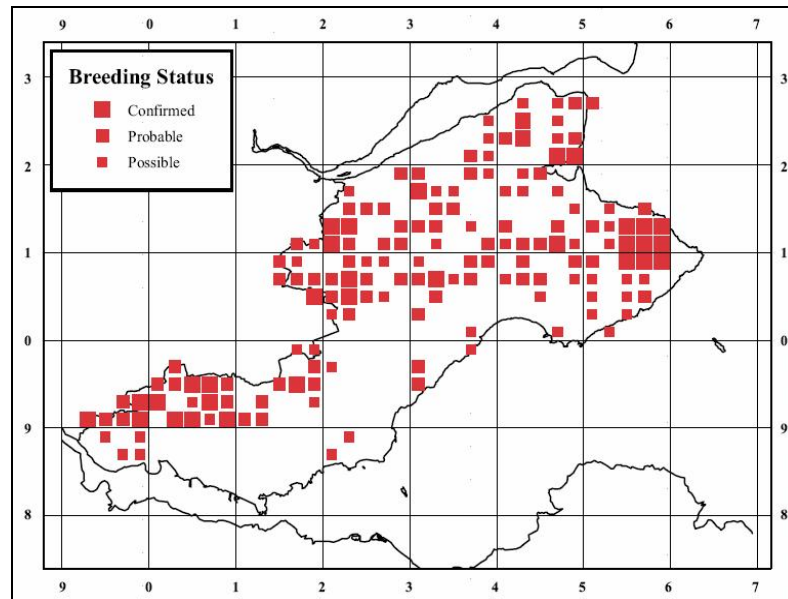 9 0 1 2 3 4 5 6 7
Breeding Status
Confirmed
Probable
Possible
3 3
2 2
1 1
0 0
9 9
8 8
9 0 1 2 3 4 5 6 7